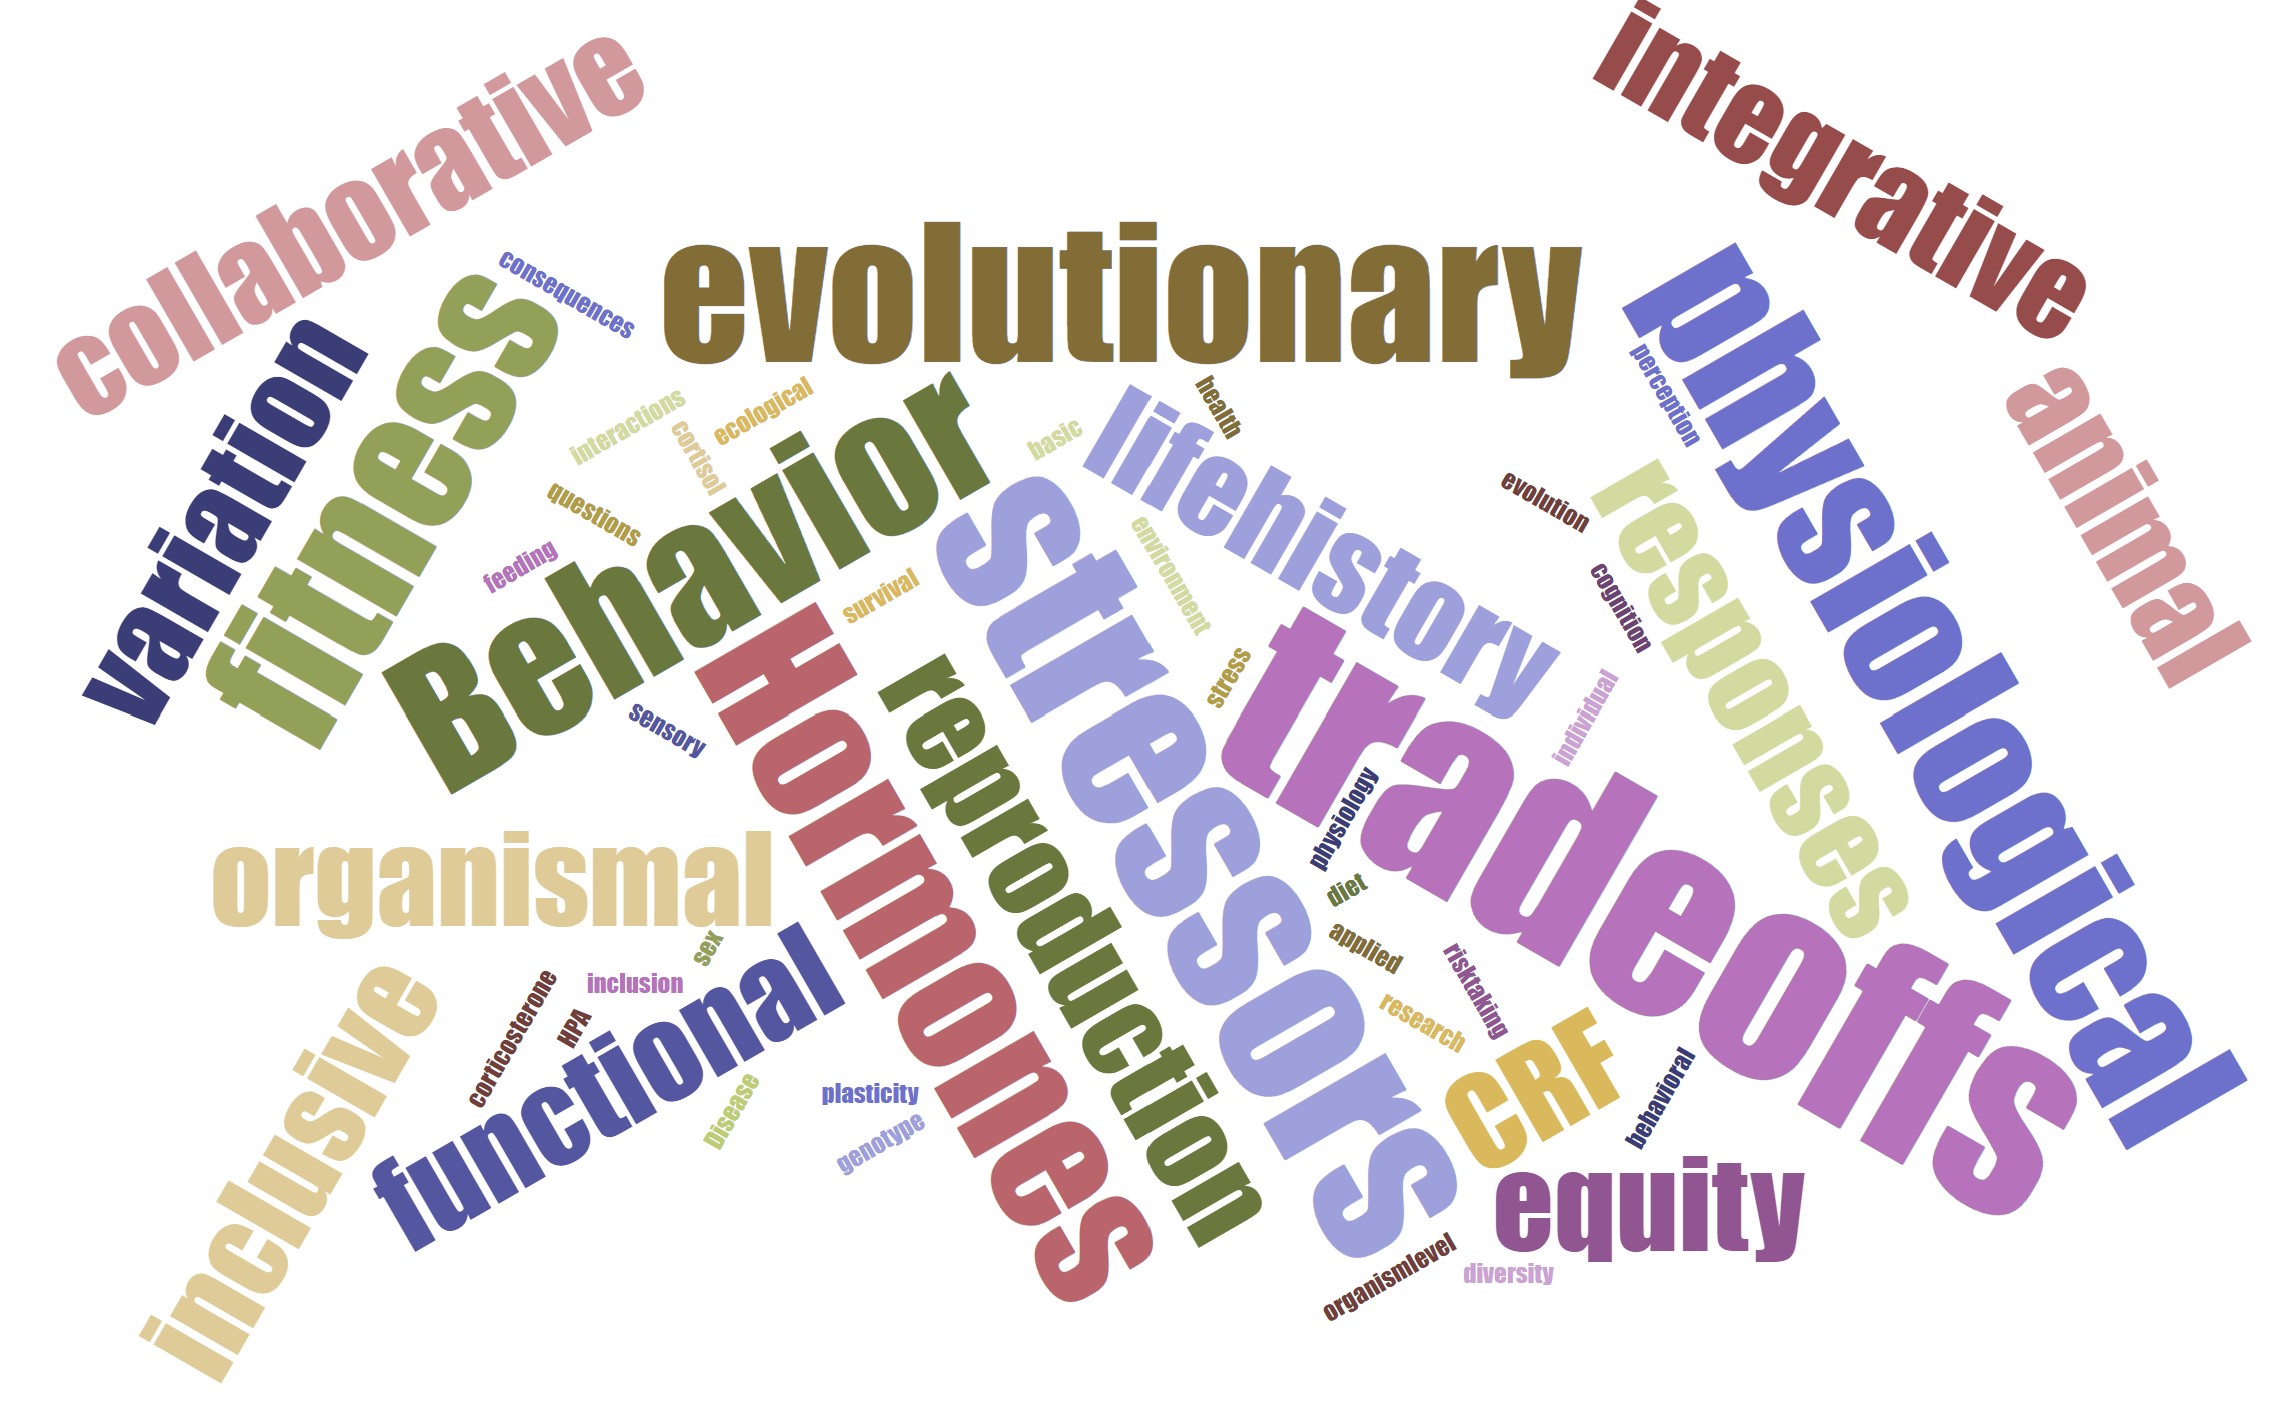 integrative
collaborative
evolutionary
consequences
physiological
fitness
variation
perception
animal
health
Behavior
lifehistory
ecological
interactions
cortisol
basic
responses
evolution
stressors
questions
environment
feeding
survival
cognition
Hormones
tradeoffs
stress
reproduction
individual
sensory
physiology
organismal
diet
functional
applied
sex
risktaking
inclusive
corticosterone
inclusion
HPA
research
CRF
behavioral
Disease
plasticity
genotype
equity
organismlevel
diversity